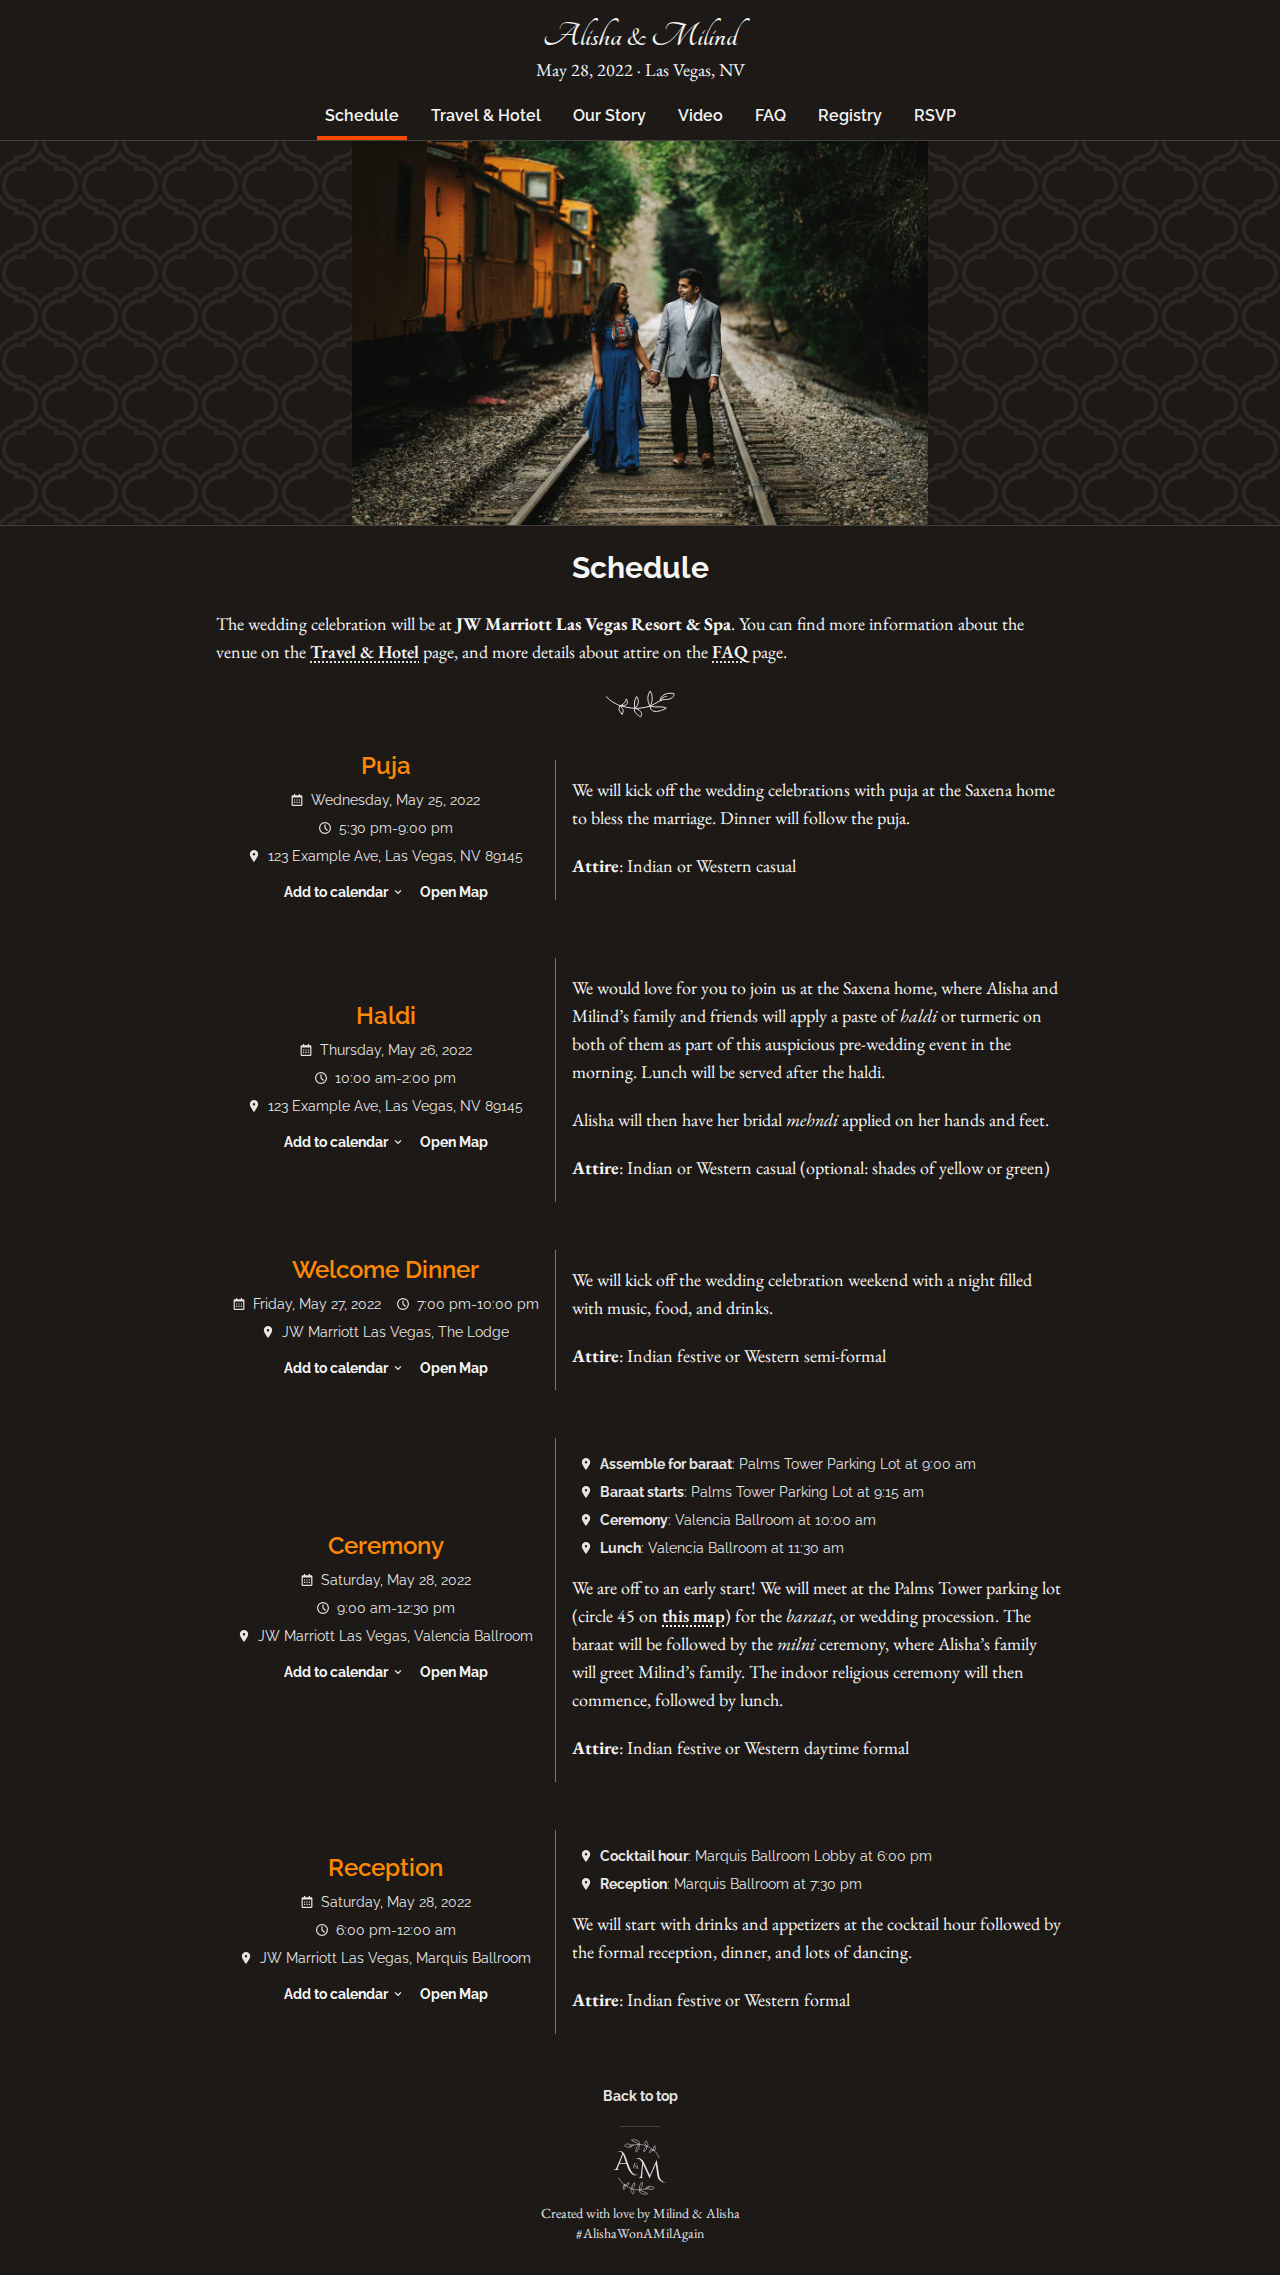 Alisha & Milind
May 28, 2022 · Las Vegas, NV
Schedule Travel & Hotel Our Story Video FAQ Registry RSVP
Schedule
The wedding celebration will be at JW Marriott Las Vegas Resort & Spa. You can find more information about the
venue on the Travel & Hotel page, and more details about attire on the FAQ page.
Puja
Wednesday, May 25, 2022
5:30 pm-9:00 pm
123 Example Ave, Las Vegas, NV 89145
Add to calendar Open Map
We will kick off the wedding celebrations with puja at the Saxena home
to bless the marriage. Dinner will follow the puja.
Attire: Indian or Western casual
Haldi
Thursday, May 26, 2022
10:00 am-2:00 pm
123 Example Ave, Las Vegas, NV 89145
Add to calendar Open Map
We would love for you to join us at the Saxena home, where Alisha and
Milind’s family and friends will apply a paste of haldi or turmeric on
both of them as part of this auspicious pre-wedding event in the
morning. Lunch will be served after the haldi.
Alisha will then have her bridal mehndi applied on her hands and feet.
Attire: Indian or Western casual (optional: shades of yellow or green)
Welcome Dinner
Friday, May 27, 2022 7:00 pm-10:00 pm
JW Marriott Las Vegas, The Lodge
Add to calendar Open Map
We will kick off the wedding celebration weekend with a night filled
with music, food, and drinks.
Attire: Indian festive or Western semi-formal
Ceremony
Saturday, May 28, 2022
9:00 am-12:30 pm
JW Marriott Las Vegas, Valencia Ballroom
Add to calendar Open Map
Assemble for baraat: Palms Tower Parking Lot at 9:00 am
Baraat starts: Palms Tower Parking Lot at 9:15 am
Ceremony: Valencia Ballroom at 10:00 am
Lunch: Valencia Ballroom at 11:30 am
We are off to an early start! We will meet at the Palms Tower parking lot
(circle 45 on this map) for the baraat, or wedding procession. The
baraat will be followed by the milni ceremony, where Alisha’s family
will greet Milind’s family. The indoor religious ceremony will then
commence, followed by lunch.
Attire: Indian festive or Western daytime formal
Reception
Saturday, May 28, 2022
6:00 pm-12:00 am
JW Marriott Las Vegas, Marquis Ballroom
Add to calendar Open Map
Cocktail hour: Marquis Ballroom Lobby at 6:00 pm
Reception: Marquis Ballroom at 7:30 pm
We will start with drinks and appetizers at the cocktail hour followed by
the formal reception, dinner, and lots of dancing.
Attire: Indian festive or Western formal
Back to top
A&M
Created with love by Milind & Alisha
#AlishaWonAMilAgain